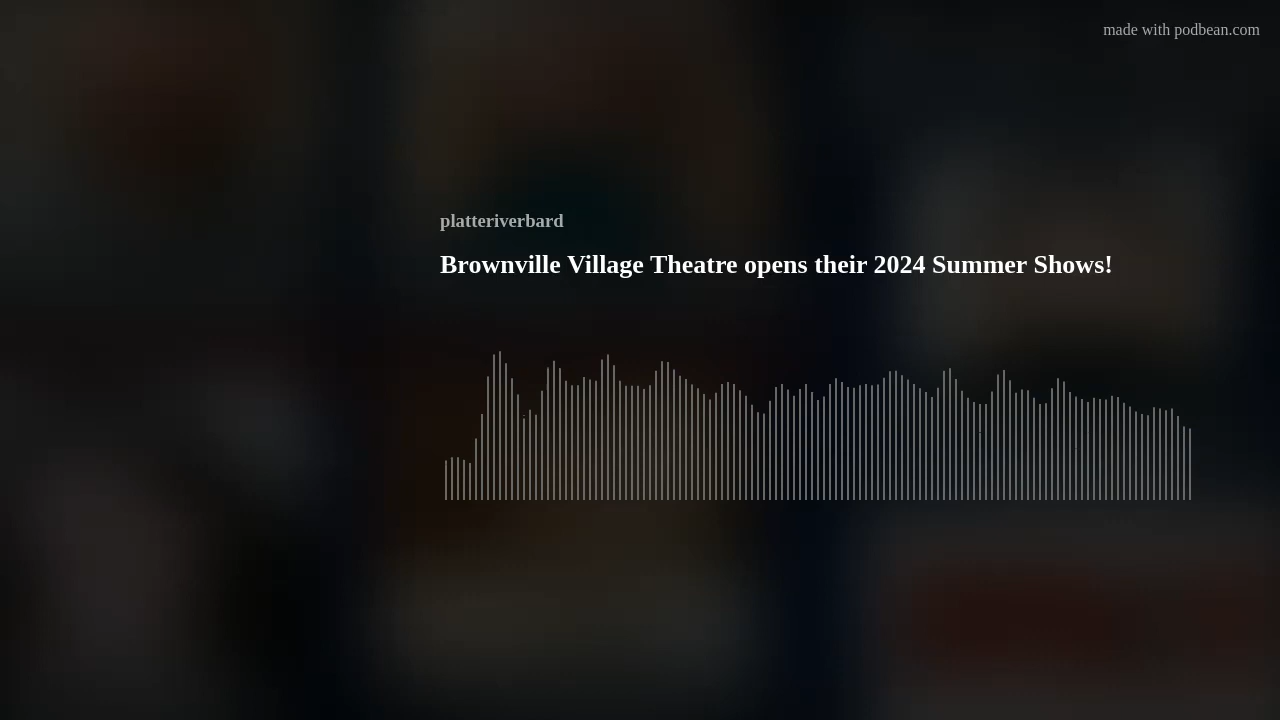 made with podbean.com
platteriverbard
Brownville Village Theatre opens their 2024 Summer Shows!